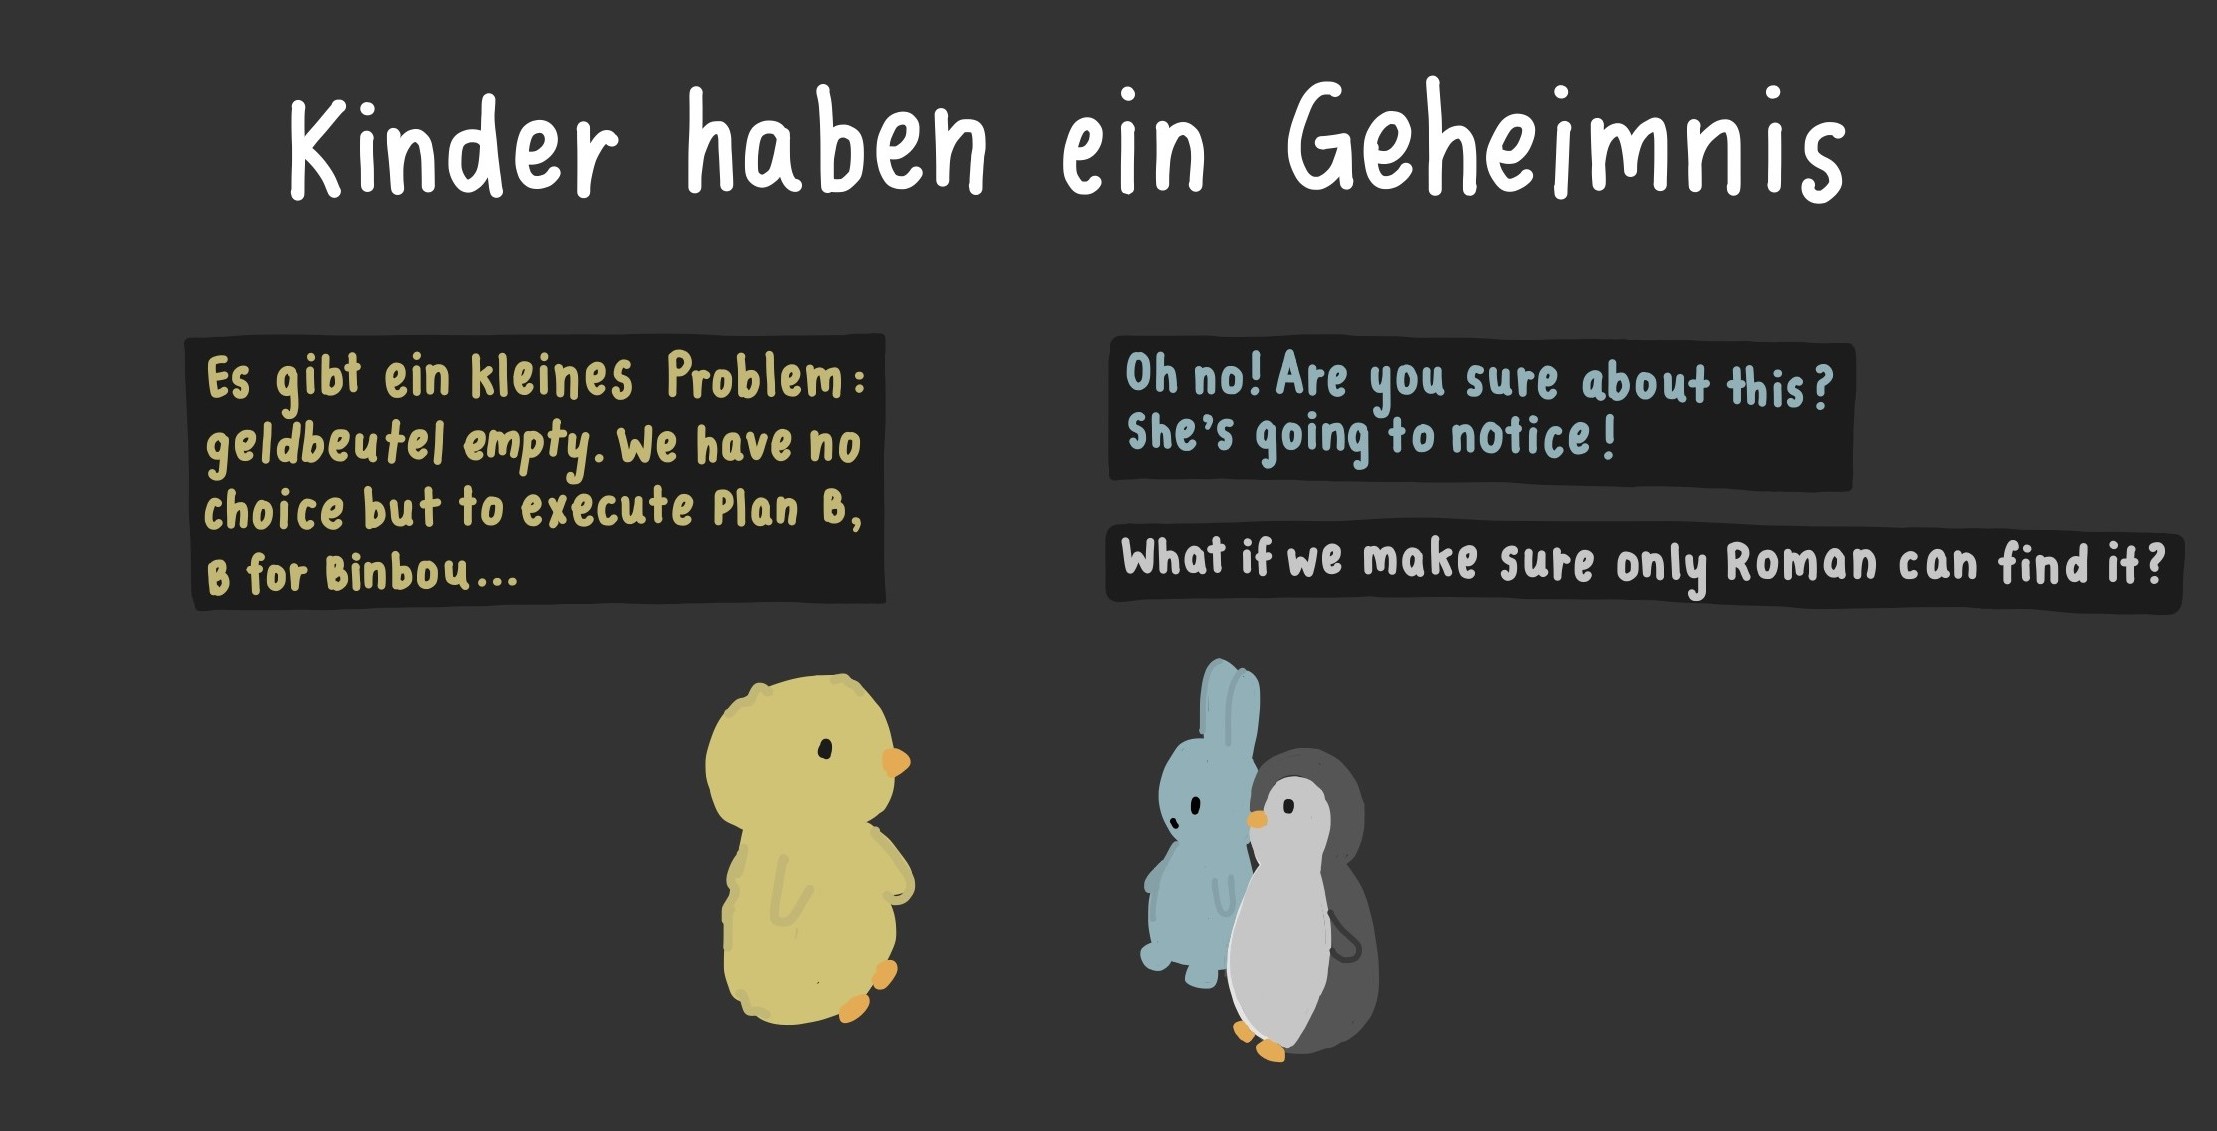 Kinder haben ein Geheimnis
Es gibt ein kleines Problem:
geldbeutel empty. We have no
choice but to execute Plan B,
B for Binbou...
Oh no! Are you sure about this?
She's going to notice!
What if we make sure only Roman can find it?